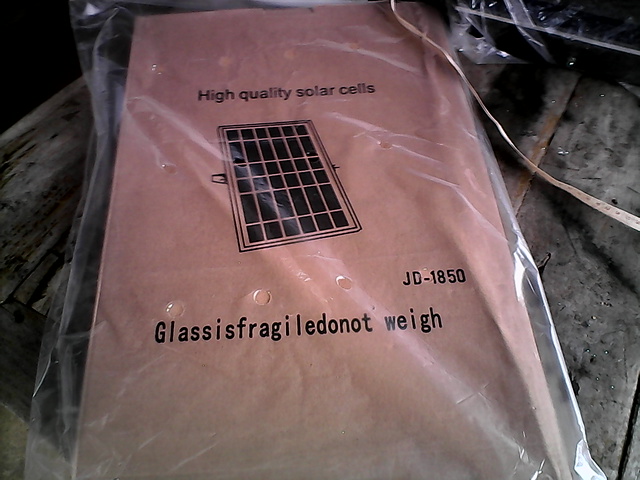 High quality solar cells
JD-1850
Glassisfragiledonot weigh